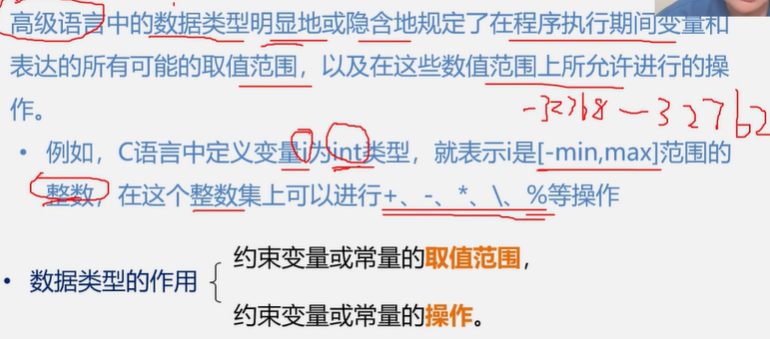 高级语言中的数据类型明显地或隐含地规定了在程序执行期间变量和
表达的所有可能的取值范围，以及在这些数值范围上所允许进行的操
作。
-32768—32762
• 例如，C语言中定义变量i为int类型，就表示i是[-min,max]范围的
整数，在这个整数集上可以进行+、-、*、\、%等操作
约束变量或常量的取值范围，
• 数据类型的作用
约束变量或常量的操作。